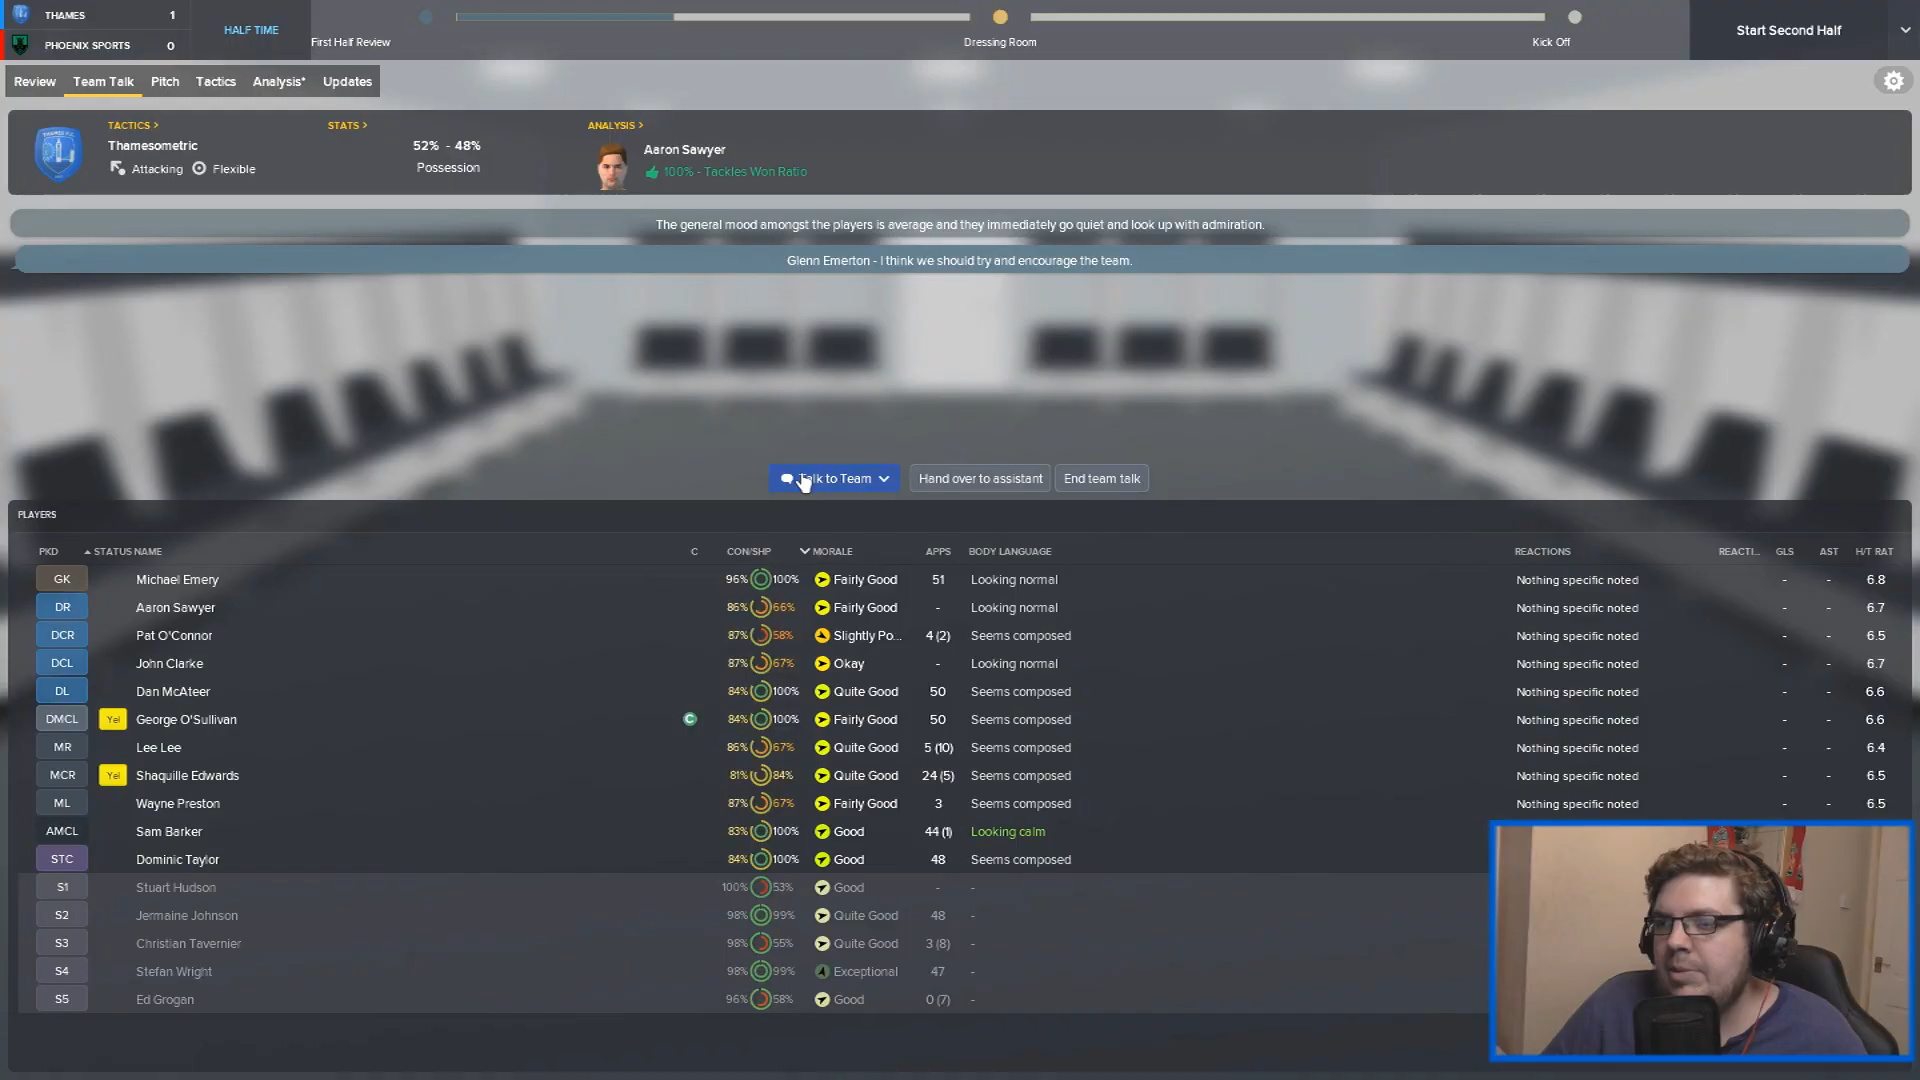 THAMES 1
PHOENIX SPORTS 0
HALF TIME
First Half Review
Dressing Room
Kick Off
Start Second Half
Review Team Talk Pitch Tactics Analysis* Updates
TACTICS >
Thamesometric
Attacking Flexible
STATS >
52% - 48%
Possession
ANALYSIS >
Aaron Sawyer
100% - Tackles Won Ratio
The general mood amongst the players is average and they immediately go quiet and look up with admiration.
Glenn Emerton - I think we should try and encourage the team.
Talk to Team Hand over to assistant End team talk
PLAYERS
PKD STATUS NAME C CON/SHP MORALE APPS BODY LANGUAGE REACTIONS REACTI... GLS AST H/T RAT
GK Michael Emery 96% 100% Fairly Good 51 Looking normal Nothing specific noted - - 6.8
DR Aaron Sawyer 86% 66% Fairly Good - Looking normal Nothing specific noted - - 6.7
DCR Pat O'Connor 87% 58% Slightly Po... 4 (2) Seems composed Nothing specific noted - - 6.5
DCL John Clarke 87% 67% Okay - Looking normal Nothing specific noted - - 6.7
DL Dan McAteer 84% 100% Quite Good 50 Seems composed Nothing specific noted - - 6.6
DMCL Yel George O'Sullivan C 84% 100% Fairly Good 50 Seems composed Nothing specific noted - - 6.6
MR Lee Lee 86% 67% Quite Good 5 (10) Seems composed Nothing specific noted - - 6.4
MCR Yel Shaquille Edwards 81% 84% Quite Good 24 (5) Seems composed Nothing specific noted - - 6.5
ML Wayne Preston 87% 67% Fairly Good 3 Seems composed Nothing specific noted - - 6.5
AMCL Sam Barker 83% 100% Good 44 (1) Looking calm
STC Dominic Taylor 84% 100% Good 48 Seems composed
S1 Stuart Hudson 100% 53% Good - -
S2 Jermaine Johnson 98% 99% Quite Good 48 -
S3 Christian Tavernier 98% 55% Quite Good 3 (8) -
S4 Stefan Wright 98% 99% Exceptional 47 -
S5 Ed Grogan 96% 58% Good 0 (7) -